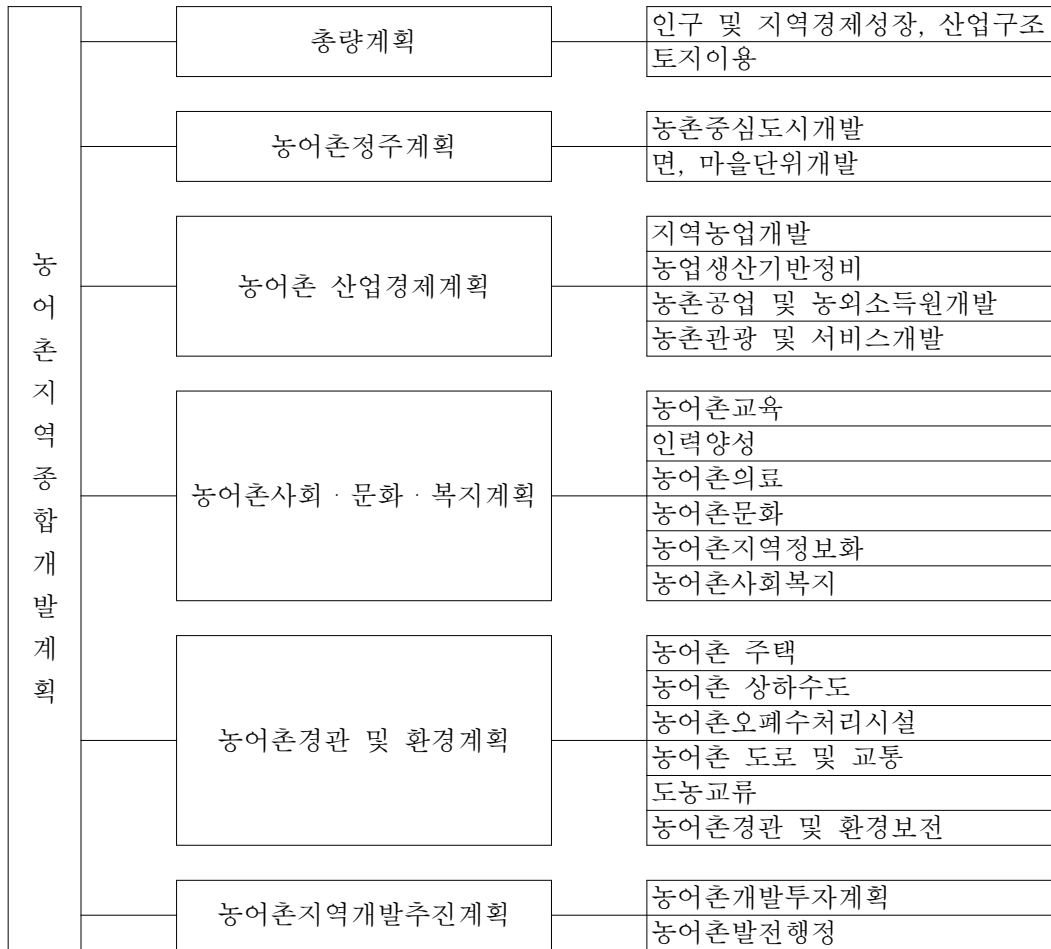 농어촌지역종합개발계획
총량계획
인구 및 지역경제성장, 산업구조
토지이용
농어촌정주계획
농촌중심도시개발
면, 마을단위개발
농어촌 산업경제계획
지역농업개발
농업생산기반정비
농촌공업 및 농외소득원개발
농촌관광 및 서비스개발
농어촌사회 · 문화 · 복지계획
농어촌교육
인력양성
농어촌의료
농어촌문화
농어촌지역정보화
농어촌사회복지
농어촌경관 및 환경계획
농어촌 주택
농어촌 상하수도
농어촌오폐수처리시설
농어촌 도로 및 교통
도농교류
농어촌경관 및 환경보전
농어촌지역개발추진계획
농어촌개발투자계획
농어촌발전행정